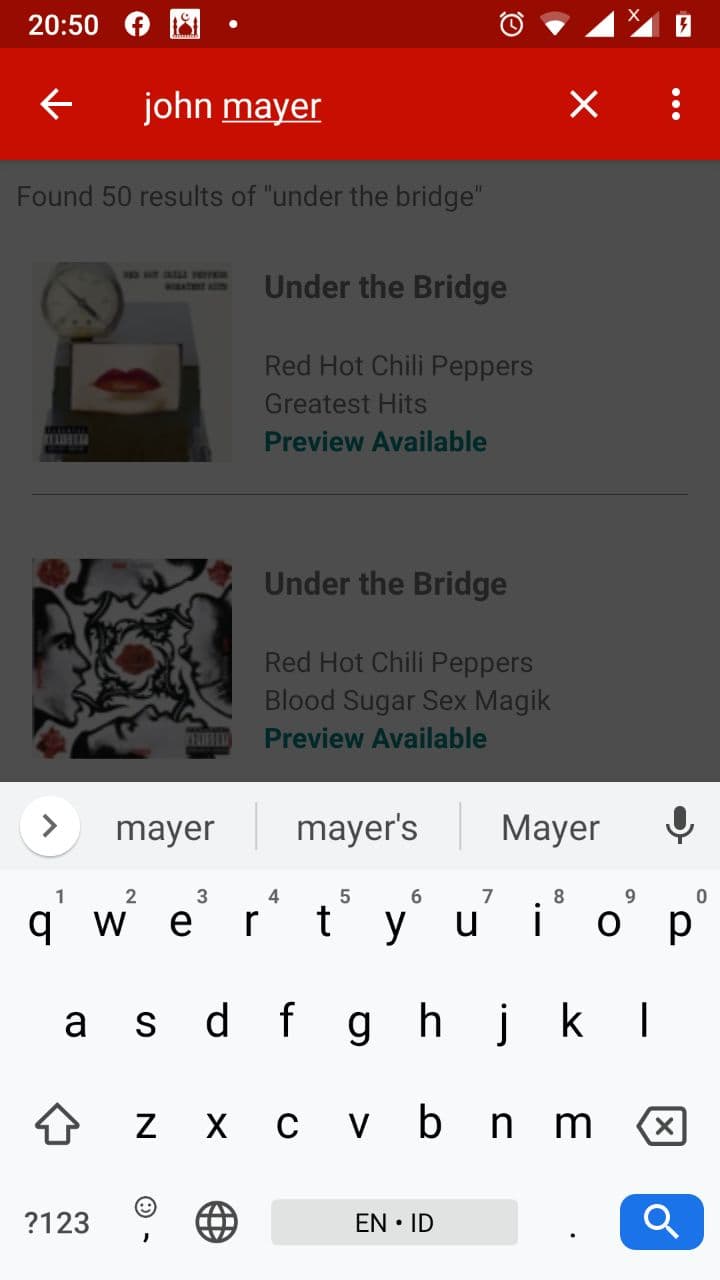 20:50
john mayer
Found 50 results of "under the bridge"
RED HOT CHILI PEPPERS
GREATEST HITS
Under the Bridge
Red Hot Chili Peppers
Greatest Hits
Preview Available
Under the Bridge
Red Hot Chili Peppers
Blood Sugar Sex Magik
Preview Available
mayer mayer's Mayer
1 2 3 4 5 6 7 8 9 0
q w e r t y u i o p
a s d f g h j k l
z x c v b n m
?123 , EN • ID .